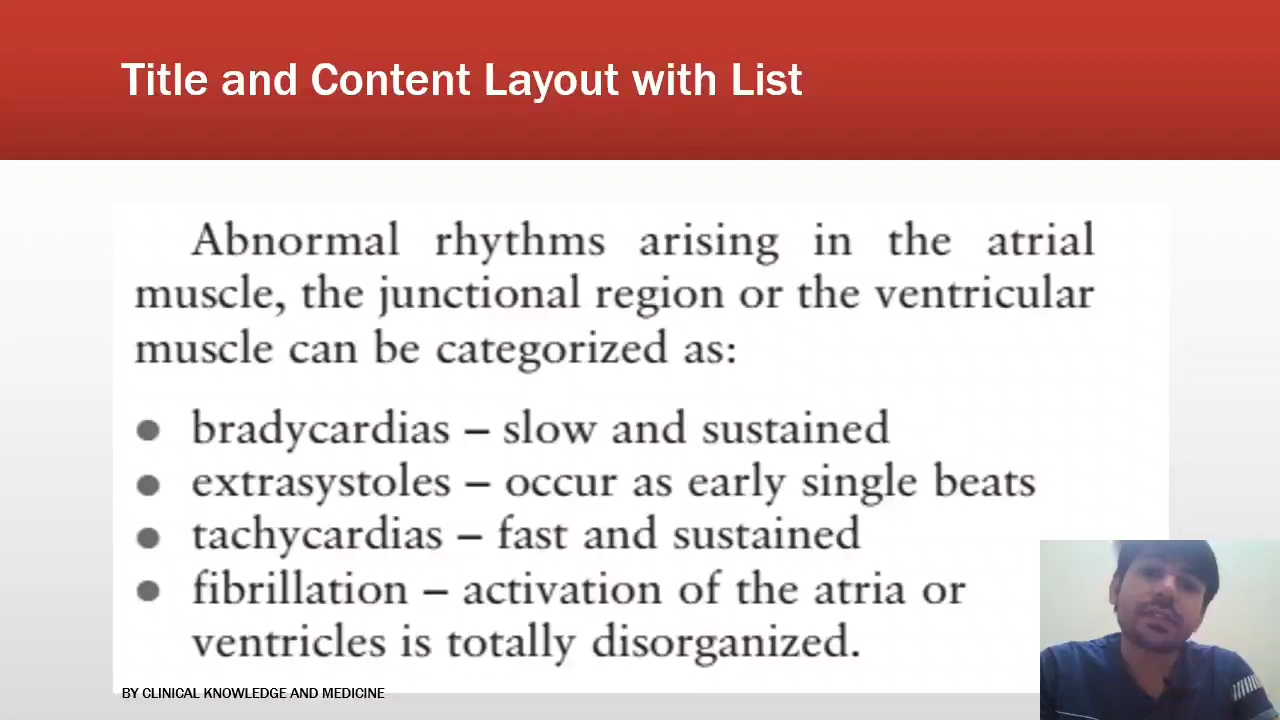 Title and Content Layout with List
Abnormal rhythms arising in the atrial
muscle, the junctional region or the ventricular
muscle can be categorized as:
● bradycardias – slow and sustained
● extrasystoles – occur as early single beats
● tachycardias – fast and sustained
● fibrillation – activation of the atria or
ventricles is totally disorganized.
BY CLINICAL KNOWLEDGE AND MEDICINE